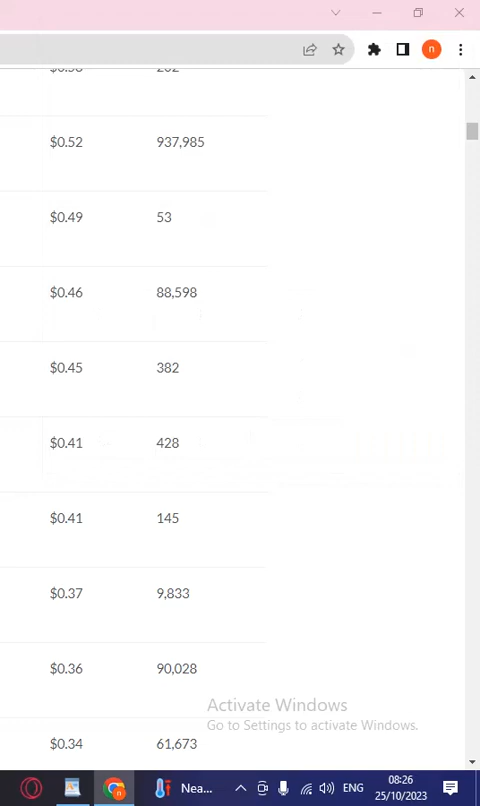 n
$0.52 937,985
$0.49 53
$0.46 88,598
$0.45 382
$0.41 428
$0.41 145
$0.37 9,833
$0.36 90,028
Activate Windows
Go to Settings to activate Windows.
$0.34 61,673
Nea...
ENG
08:26
25/10/2023